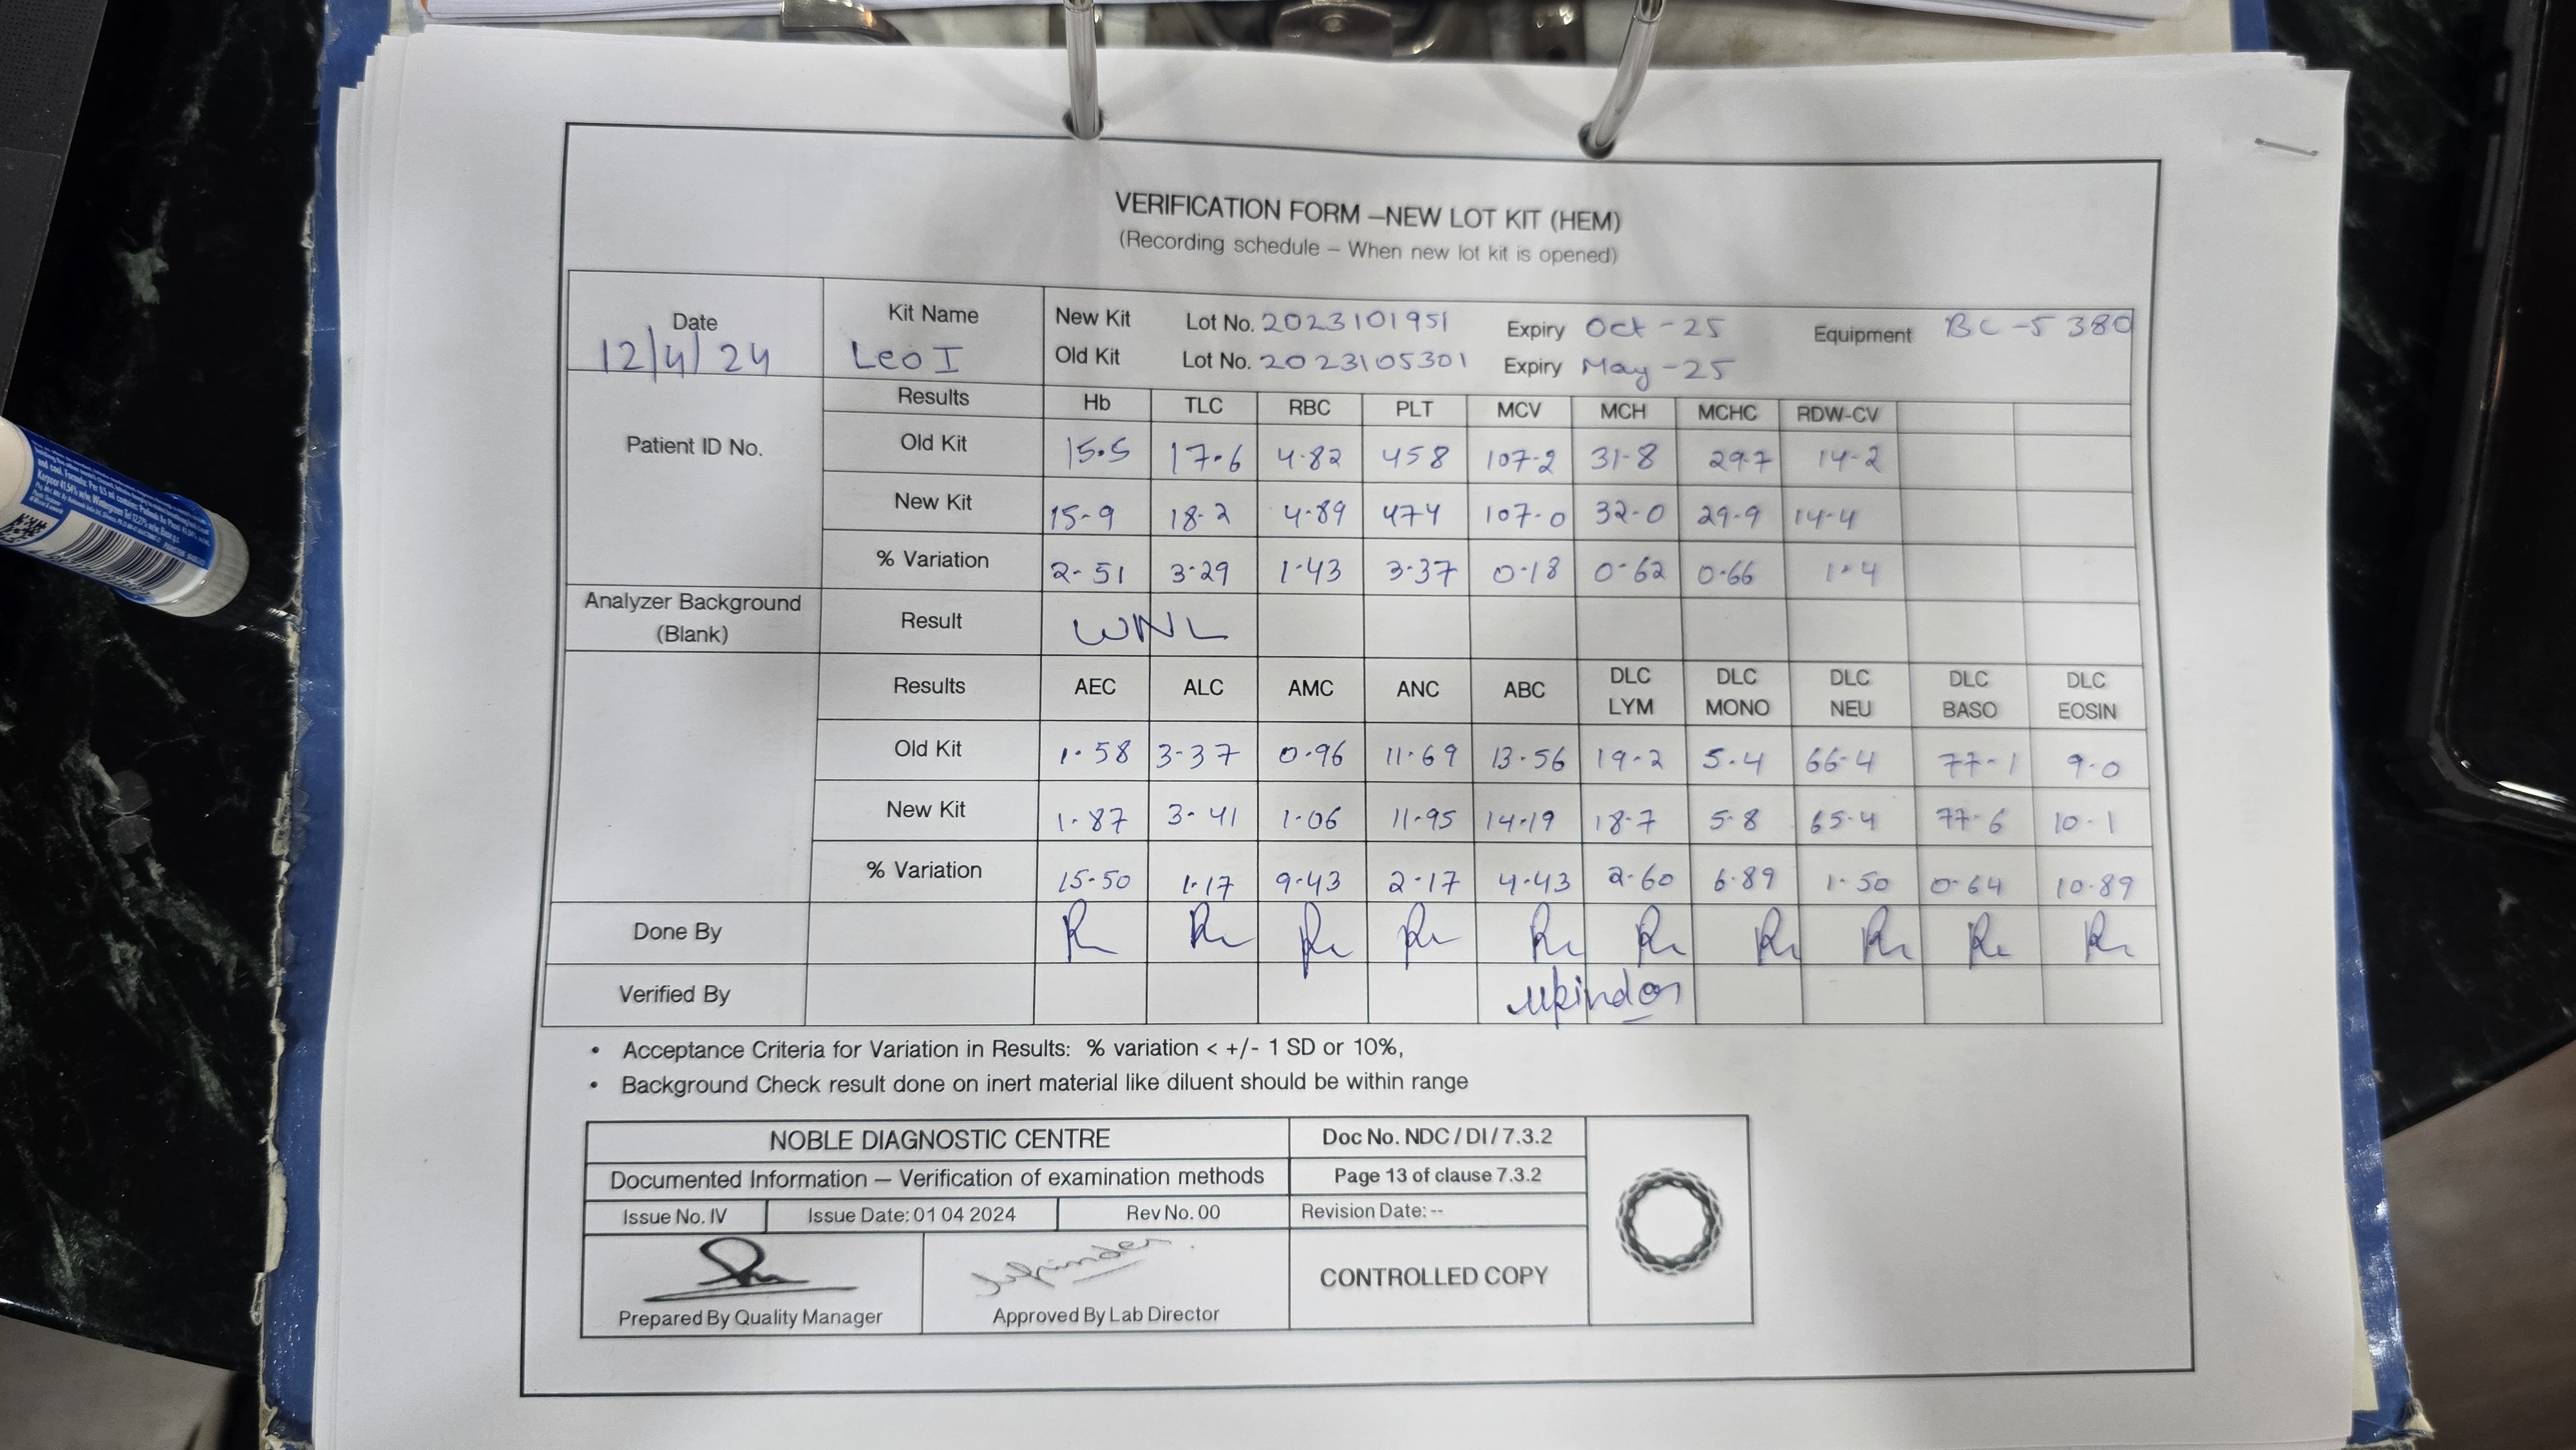 VERIFICATION FORM –NEW LOT KIT (HEM)
(Recording schedule – When new lot kit is opened)
Date Kit Name New Kit Lot No. 2023101951 Expiry Oct-25 Equipment BC-5380
12/4/24 Leo I Old Kit Lot No. 2023105301 Expiry May-25
Patient ID No. Results Hb TLC RBC PLT MCV MCH MCHC RDW-CV
Old Kit 15.5 17.6 4.82 458 107.2 31.8 29.7 14.2
New Kit 15.9 18.2 4.89 474 107.0 32.0 29.9 14.4
% Variation 2.51 3.29 1.43 3.37 0.18 0.62 0.66 1.4
Analyzer Background (Blank) Result WNL
Results AEC ALC AMC ANC ABC DLC LYM DLC MONO DLC NEU DLC BASO DLC EOSIN
Old Kit 1.58 3.37 0.96 11.69 13.56 19.2 5.4 66.4 77.1 9.0
New Kit 1.87 3.41 1.06 11.95 14.19 18.7 5.8 65.4 77.6 10.1
% Variation 15.50 1.17 9.43 2.17 4.43 2.60 6.89 1.50 0.64 10.89
Done By
Verified By
• Acceptance Criteria for Variation in Results: % variation < +/- 1 SD or 10%,
• Background Check result done on inert material like diluent should be within range
NOBLE DIAGNOSTIC CENTRE Doc No. NDC / DI / 7.3.2
Documented Information – Verification of examination methods Page 13 of clause 7.3.2
Issue No. IV Issue Date: 01 04 2024 Rev No. 00 Revision Date: --
Prepared By Quality Manager Approved By Lab Director CONTROLLED COPY